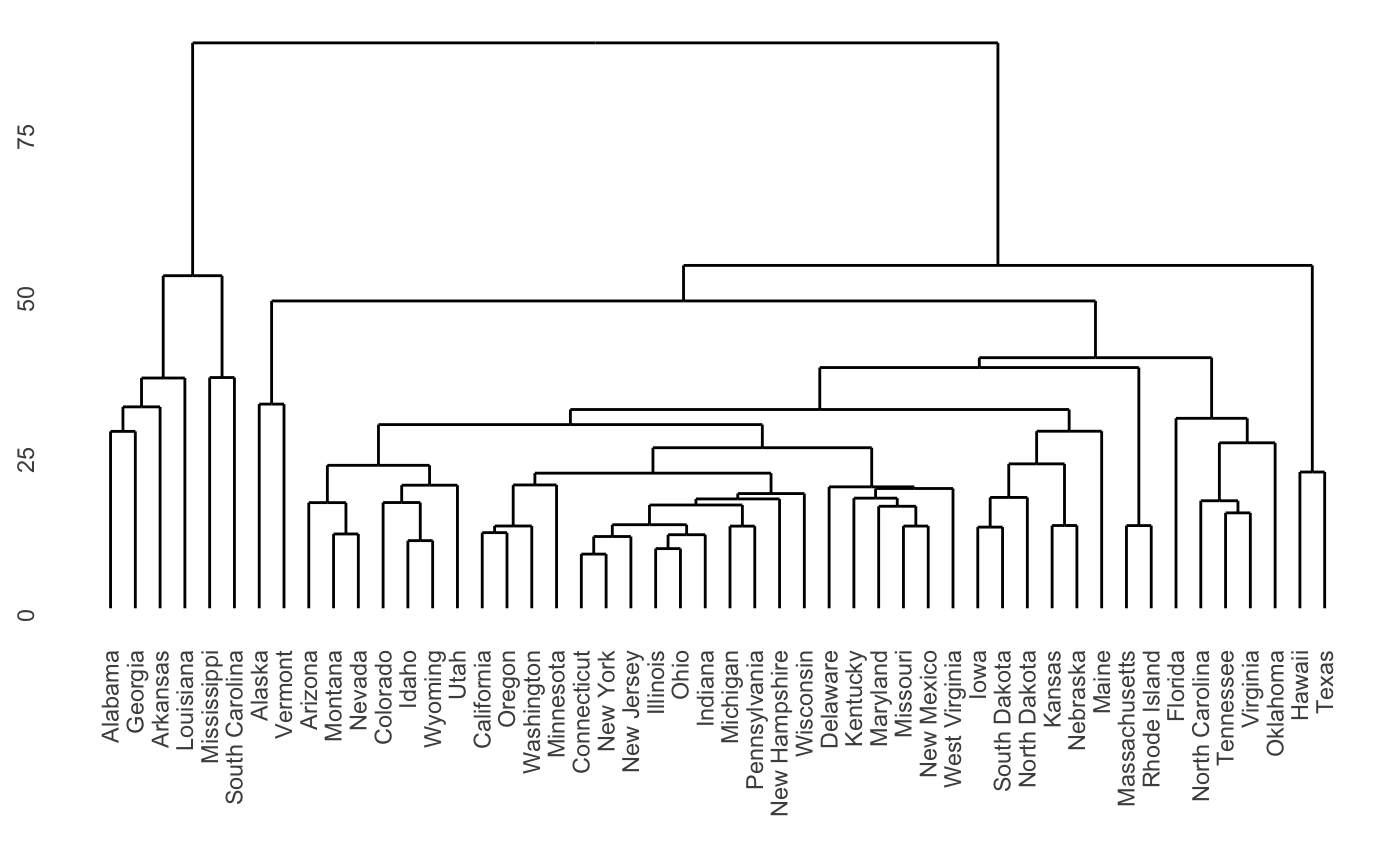 75
50
25
0
Alabama
Georgia
Arkansas
Louisiana
Mississippi
South Carolina
Alaska
Vermont
Arizona
Montana
Nevada
Colorado
Idaho
Wyoming
Utah
California
Oregon
Washington
Minnesota
Connecticut
New York
New Jersey
Illinois
Ohio
Indiana
Michigan
Pennsylvania
New Hampshire
Wisconsin
Delaware
Kentucky
Maryland
Missouri
New Mexico
West Virginia
Iowa
South Dakota
North Dakota
Kansas
Nebraska
Maine
Massachusetts
Rhode Island
Florida
North Carolina
Tennessee
Virginia
Oklahoma
Hawaii
Texas